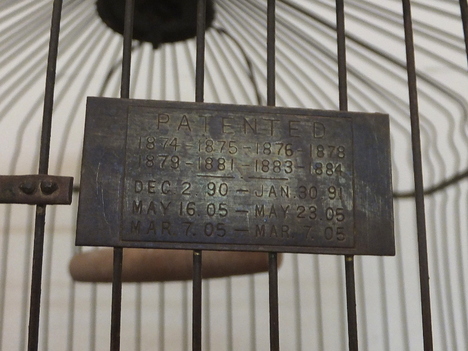 PATENTED
1874-1875-1876-1878
1879-1881-1883-1884
DEC 2 90 - JAN. 30 91
MAY 16 05 - MAY 23 05
MAR. 7. 05 - MAR. 7. 05